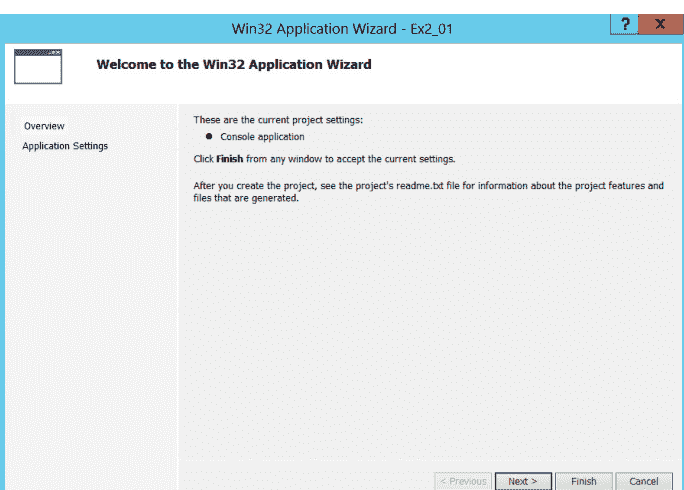 Win32 Application Wizard - Ex2_01
? x
Welcome to the Win32 Application Wizard
Overview
Application Settings
These are the current project settings:
● Console application
Click Finish from any window to accept the current settings.
After you create the project, see the project's readme.txt file for information about the project features and
files that are generated.
< Previous Next > Finish Cancel